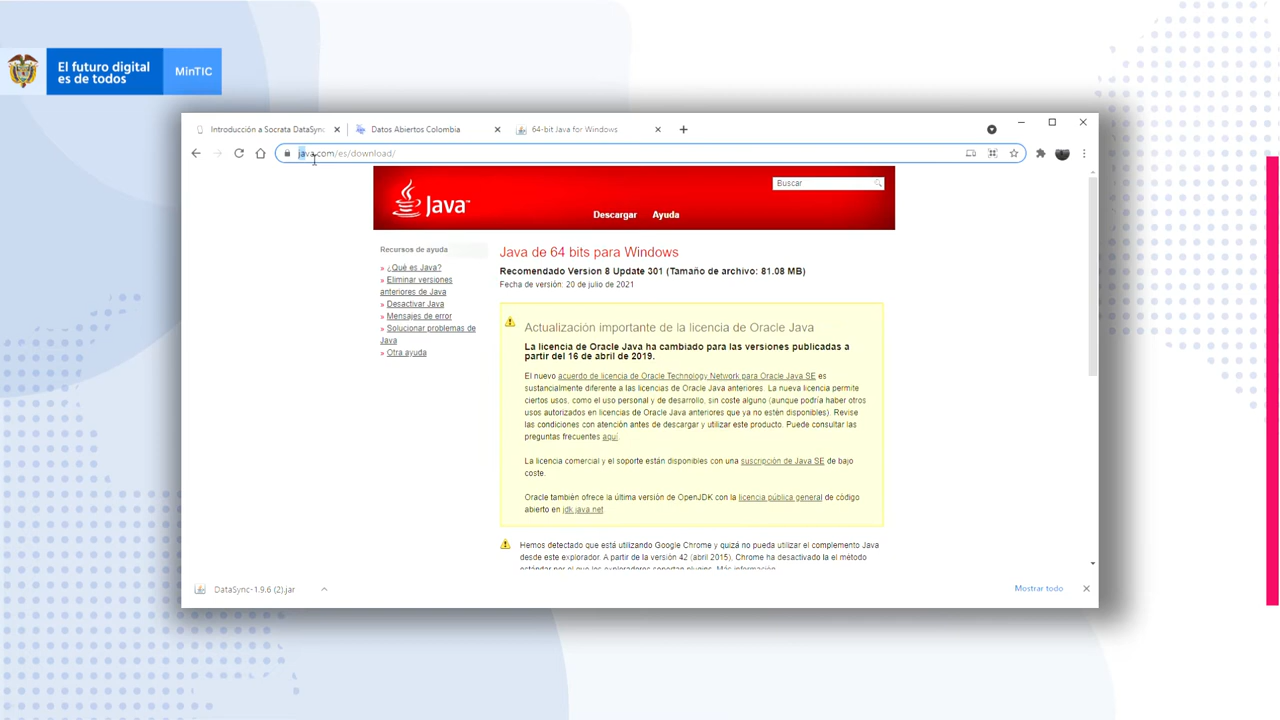 El futuro digital
es de todos
MinTIC
Introducción a Socrata DataSync
Datos Abiertos Colombia
64-bit Java for Windows
java.com/es/download/
Java
Buscar
Descargar
Ayuda
Recursos de ayuda
» ¿Qué es Java?
» Eliminar versiones
anteriores de Java
» Desactivar Java
» Mensajes de error
» Solucionar problemas de
Java
» Otra ayuda
Java de 64 bits para Windows
Recomendado Version 8 Update 301 (Tamaño de archivo: 81.08 MB)
Fecha de versión: 20 de julio de 2021
Actualización importante de la licencia de Oracle Java
La licencia de Oracle Java ha cambiado para las versiones publicadas a
partir del 16 de abril de 2019.
El nuevo acuerdo de licencia de Oracle Technology Network para Oracle Java SE es
sustancialmente diferente a las licencias de Oracle Java anteriores. La nueva licencia permite
ciertos usos, como el uso personal y de desarrollo, sin coste alguno (aunque podría haber otros
usos autorizados en licencias de Oracle Java anteriores que ya no estén disponibles). Revise
las condiciones con atención antes de descargar y utilizar este producto. Puede consultar las
preguntas frecuentes aquí.
La licencia comercial y el soporte están disponibles con una suscripción de Java SE de bajo
coste.
Oracle también ofrece la última versión de OpenJDK con la licencia pública general de código
abierto en jdk.java.net.
Hemos detectado que está utilizando Google Chrome y quizá no pueda utilizar el complemento Java
desde este explorador. A partir de la versión 42 (abril 2015), Chrome ha desactivado la el método
estándar por el que los exploradores soportan plugins. Más información
DataSync-1.9.6 (2).jar
Mostrar todo